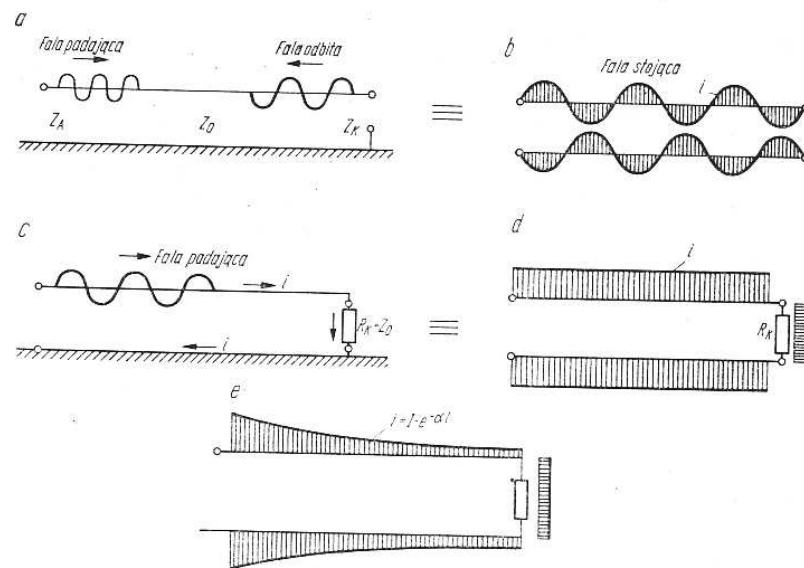 a
Fala padająca
Fala odbita
Z_A
Z_0
Z_K
b
Fala stojąca
i
c
Fala padająca
i
R_K=Z_0
i
d
i
R_K
e
i = I·e^-αl